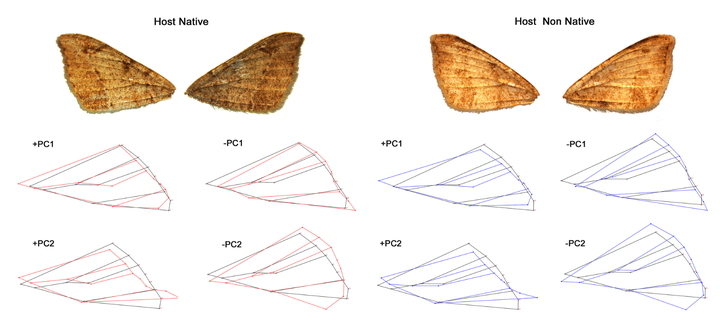 Host Native
Host Non Native
+PC1
-PC1
+PC1
-PC1
+PC2
-PC2
+PC2
-PC2